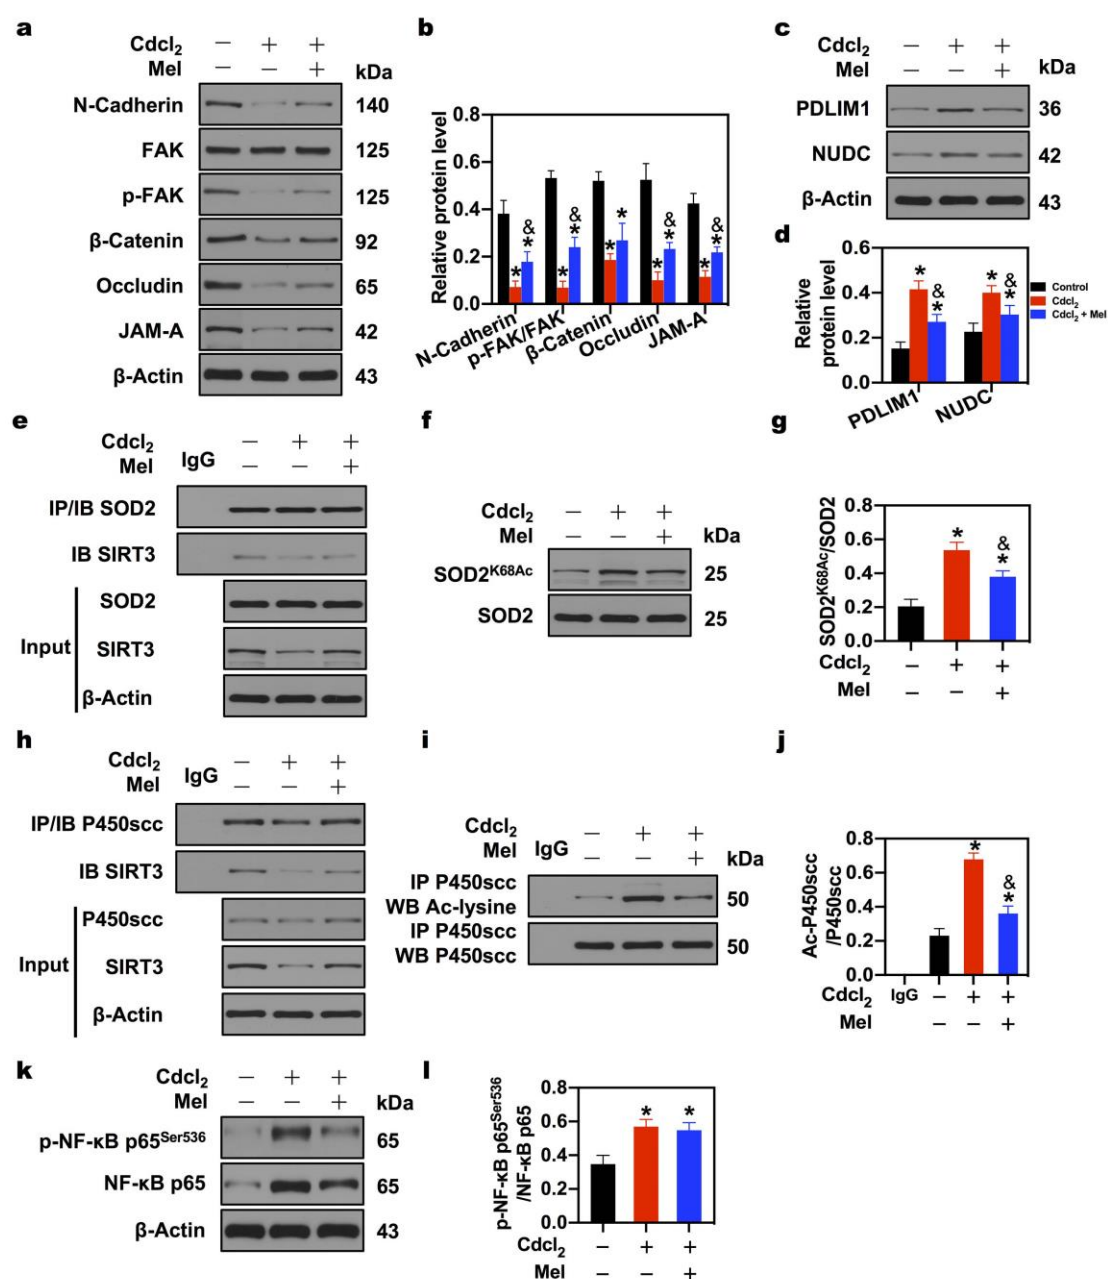 a
Cdcl2 − + +
Mel − − + kDa
N-Cadherin 140
FAK 125
p-FAK 125
β-Catenin 92
Occludin 65
JAM-A 42
β-Actin 43
b
Relative protein level
0.8
0.6
0.4
0.2
0.0
* & *
* & *
* *
* & *
* & *
N-Cadherin
p-FAK/FAK
β-Catenin
Occludin
JAM-A
c
Cdcl2 − + +
Mel − − + kDa
PDLIM1 36
NUDC 42
β-Actin 43
d
Relative
protein level
0.6
0.4
0.2
0.0
* & *
* & *
PDLIM1
NUDC
Control
Cdcl2
Cdcl2 + Mel
e
Cdcl2 − + +
Mel IgG − − +
IP/IB SOD2
IB SIRT3
Input
SOD2
SIRT3
β-Actin
f
Cdcl2 − + +
Mel − − + kDa
SOD2K68Ac 25
SOD2 25
g
SOD2K68Ac/SOD2
0.8
0.6
0.4
0.2
0.0
* & *
Cdcl2 − + +
Mel − − +
h
Cdcl2 − + +
Mel IgG − − +
IP/IB P450scc
IB SIRT3
Input
P450scc
SIRT3
β-Actin
i
Cdcl2 − + +
Mel IgG − − + kDa
IP P450scc
WB Ac-lysine 50
IP P450scc
WB P450scc 50
j
Ac-P450scc
/P450scc
0.8
0.6
0.4
0.2
0.0
* & *
Cdcl2 IgG − + +
Mel − − +
k
Cdcl2 − + +
Mel − − + kDa
p-NF-κB p65Ser536 65
NF-κB p65 65
β-Actin 43
l
p-NF-κB p65Ser536
/NF-κB p65
0.8
0.6
0.4
0.2
0.0
* *
Cdcl2 − + +
Mel − − +